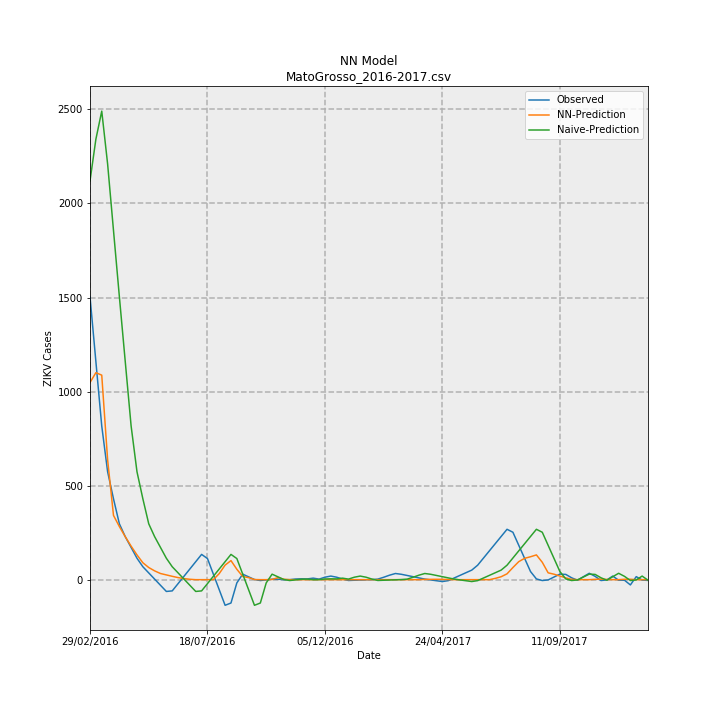 NN Model
MatoGrosso_2016-2017.csv
Observed
NN-Prediction
Naive-Prediction
2500
2000
1500
1000
500
0
ZIKV Cases
29/02/2016
18/07/2016
05/12/2016
24/04/2017
11/09/2017
Date